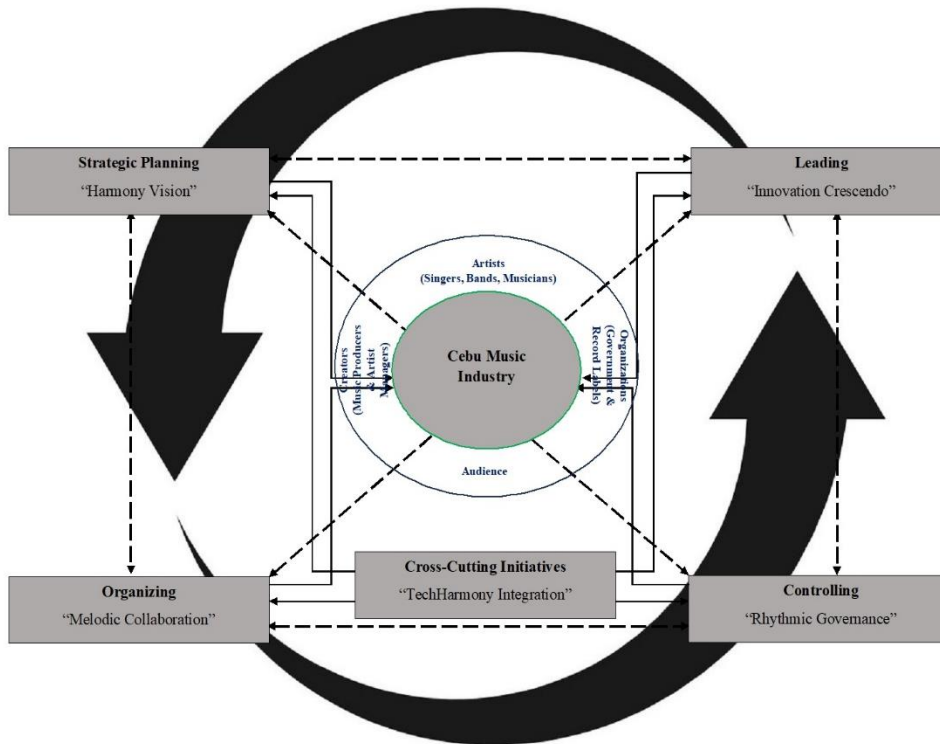 Strategic Planning
“Harmony Vision”
Leading
“Innovation Crescendo”
Artists
(Singers, Bands, Musicians)
Creators
(Music Producers
& Artist
Managers)
Cebu Music
Industry
Organizations
(Government &
Record Labels)
Audience
Cross-Cutting Initiatives
“TechHarmony Integration”
Organizing
“Melodic Collaboration”
Controlling
“Rhythmic Governance”